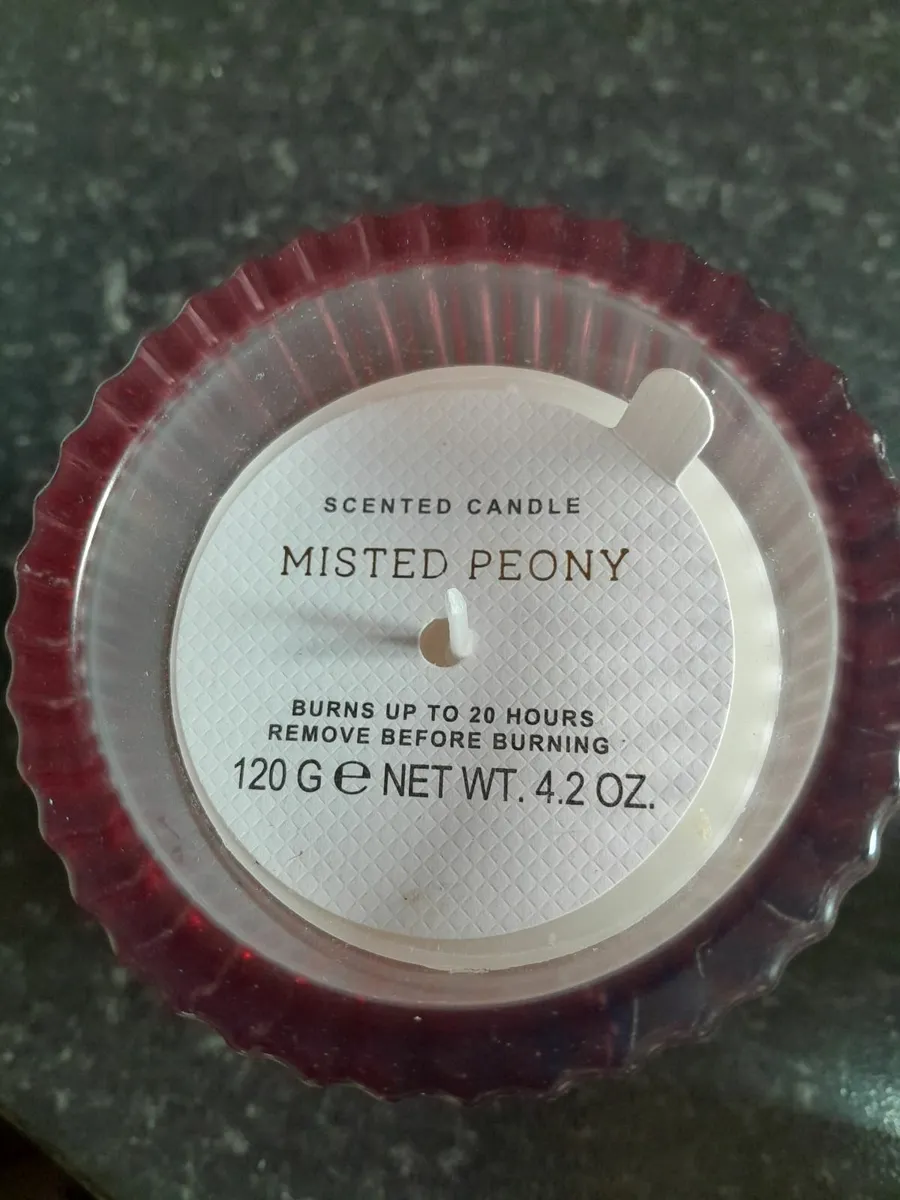 SCENTED CANDLE
MISTED PEONY
BURNS UP TO 20 HOURS
REMOVE BEFORE BURNING
120 G ℮ NET WT. 4.2 OZ.